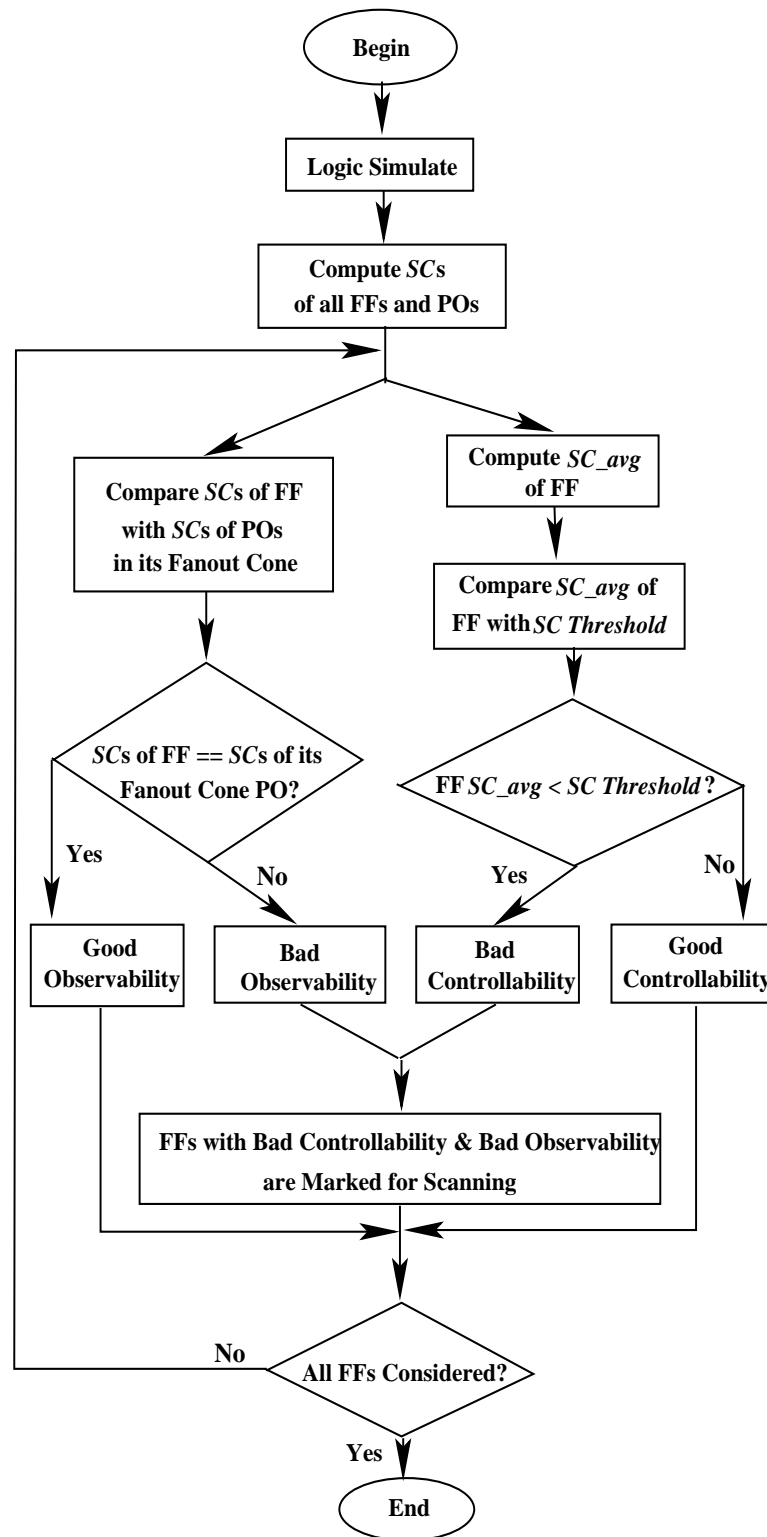 Begin
Logic Simulate
Compute SCs
of all FFs and POs
Compare SCs of FF
with SCs of POs
in its Fanout Cone
Compute SC_avg
of FF
Compare SC_avg of
FF with SC Threshold
SCs of FF == SCs of its
Fanout Cone PO?
FF SC_avg < SC Threshold ?
Yes
No
Yes
No
Good
Observability
Bad
Observability
Bad
Controllability
Good
Controllability
FFs with Bad Controllability & Bad Observability
are Marked for Scanning
No
All FFs Considered?
Yes
End